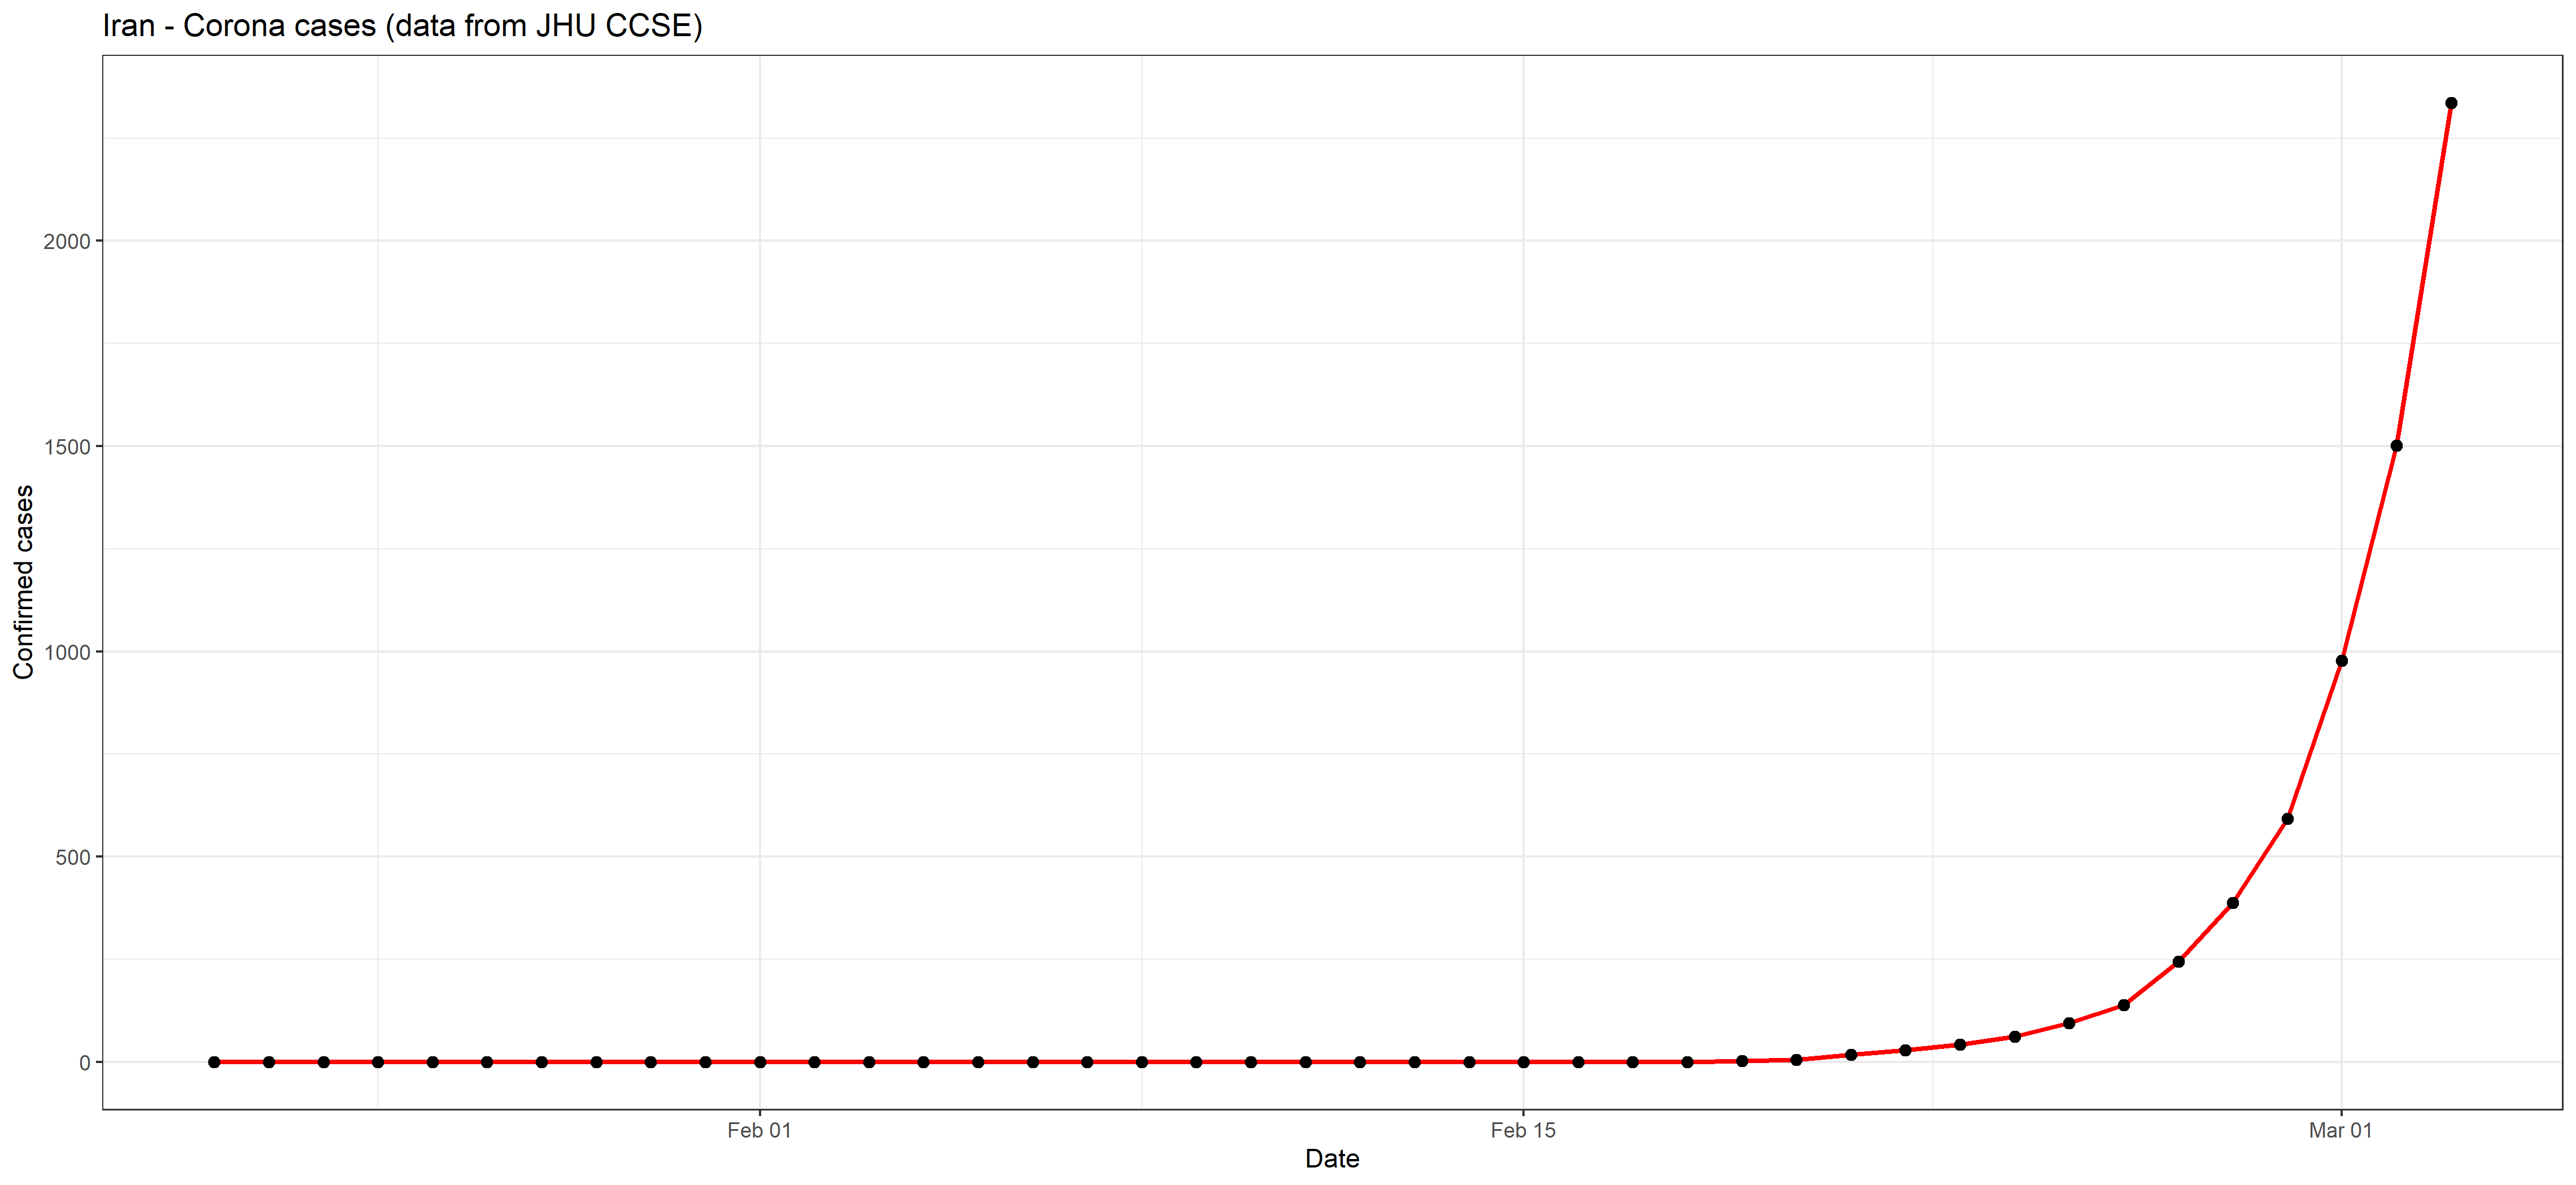 Iran - Corona cases (data from JHU CCSE)
Confirmed cases
2000
1500
1000
500
0
Feb 01
Feb 15
Mar 01
Date